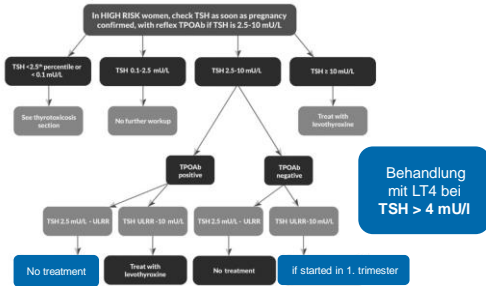 In HIGH RISK women, check TSH as soon as pregnancy
confirmed, with reflex TPOAb if TSH is 2.5-10 mU/L
TSH <2.5th percentile or
< 0.1 mU/L
TSH 0.1-2.5 mU/L
TSH 2.5-10 mU/L
TSH ≥ 10 mU/L
See thyrotoxicosis
section
No further workup
Treat with
levothyroxine
TPOAb
positive
TPOAb
negative
Behandlung
mit LT4 bei
TSH > 4 mU/l
TSH 2.5 mU/L - ULRR
TSH ULRR -10 mU/L
TSH 2.5 mU/L - ULRR
TSH ULRR-10 mU/L
No treatment
Treat with
levothyroxine
No treatment
if started in 1. trimester